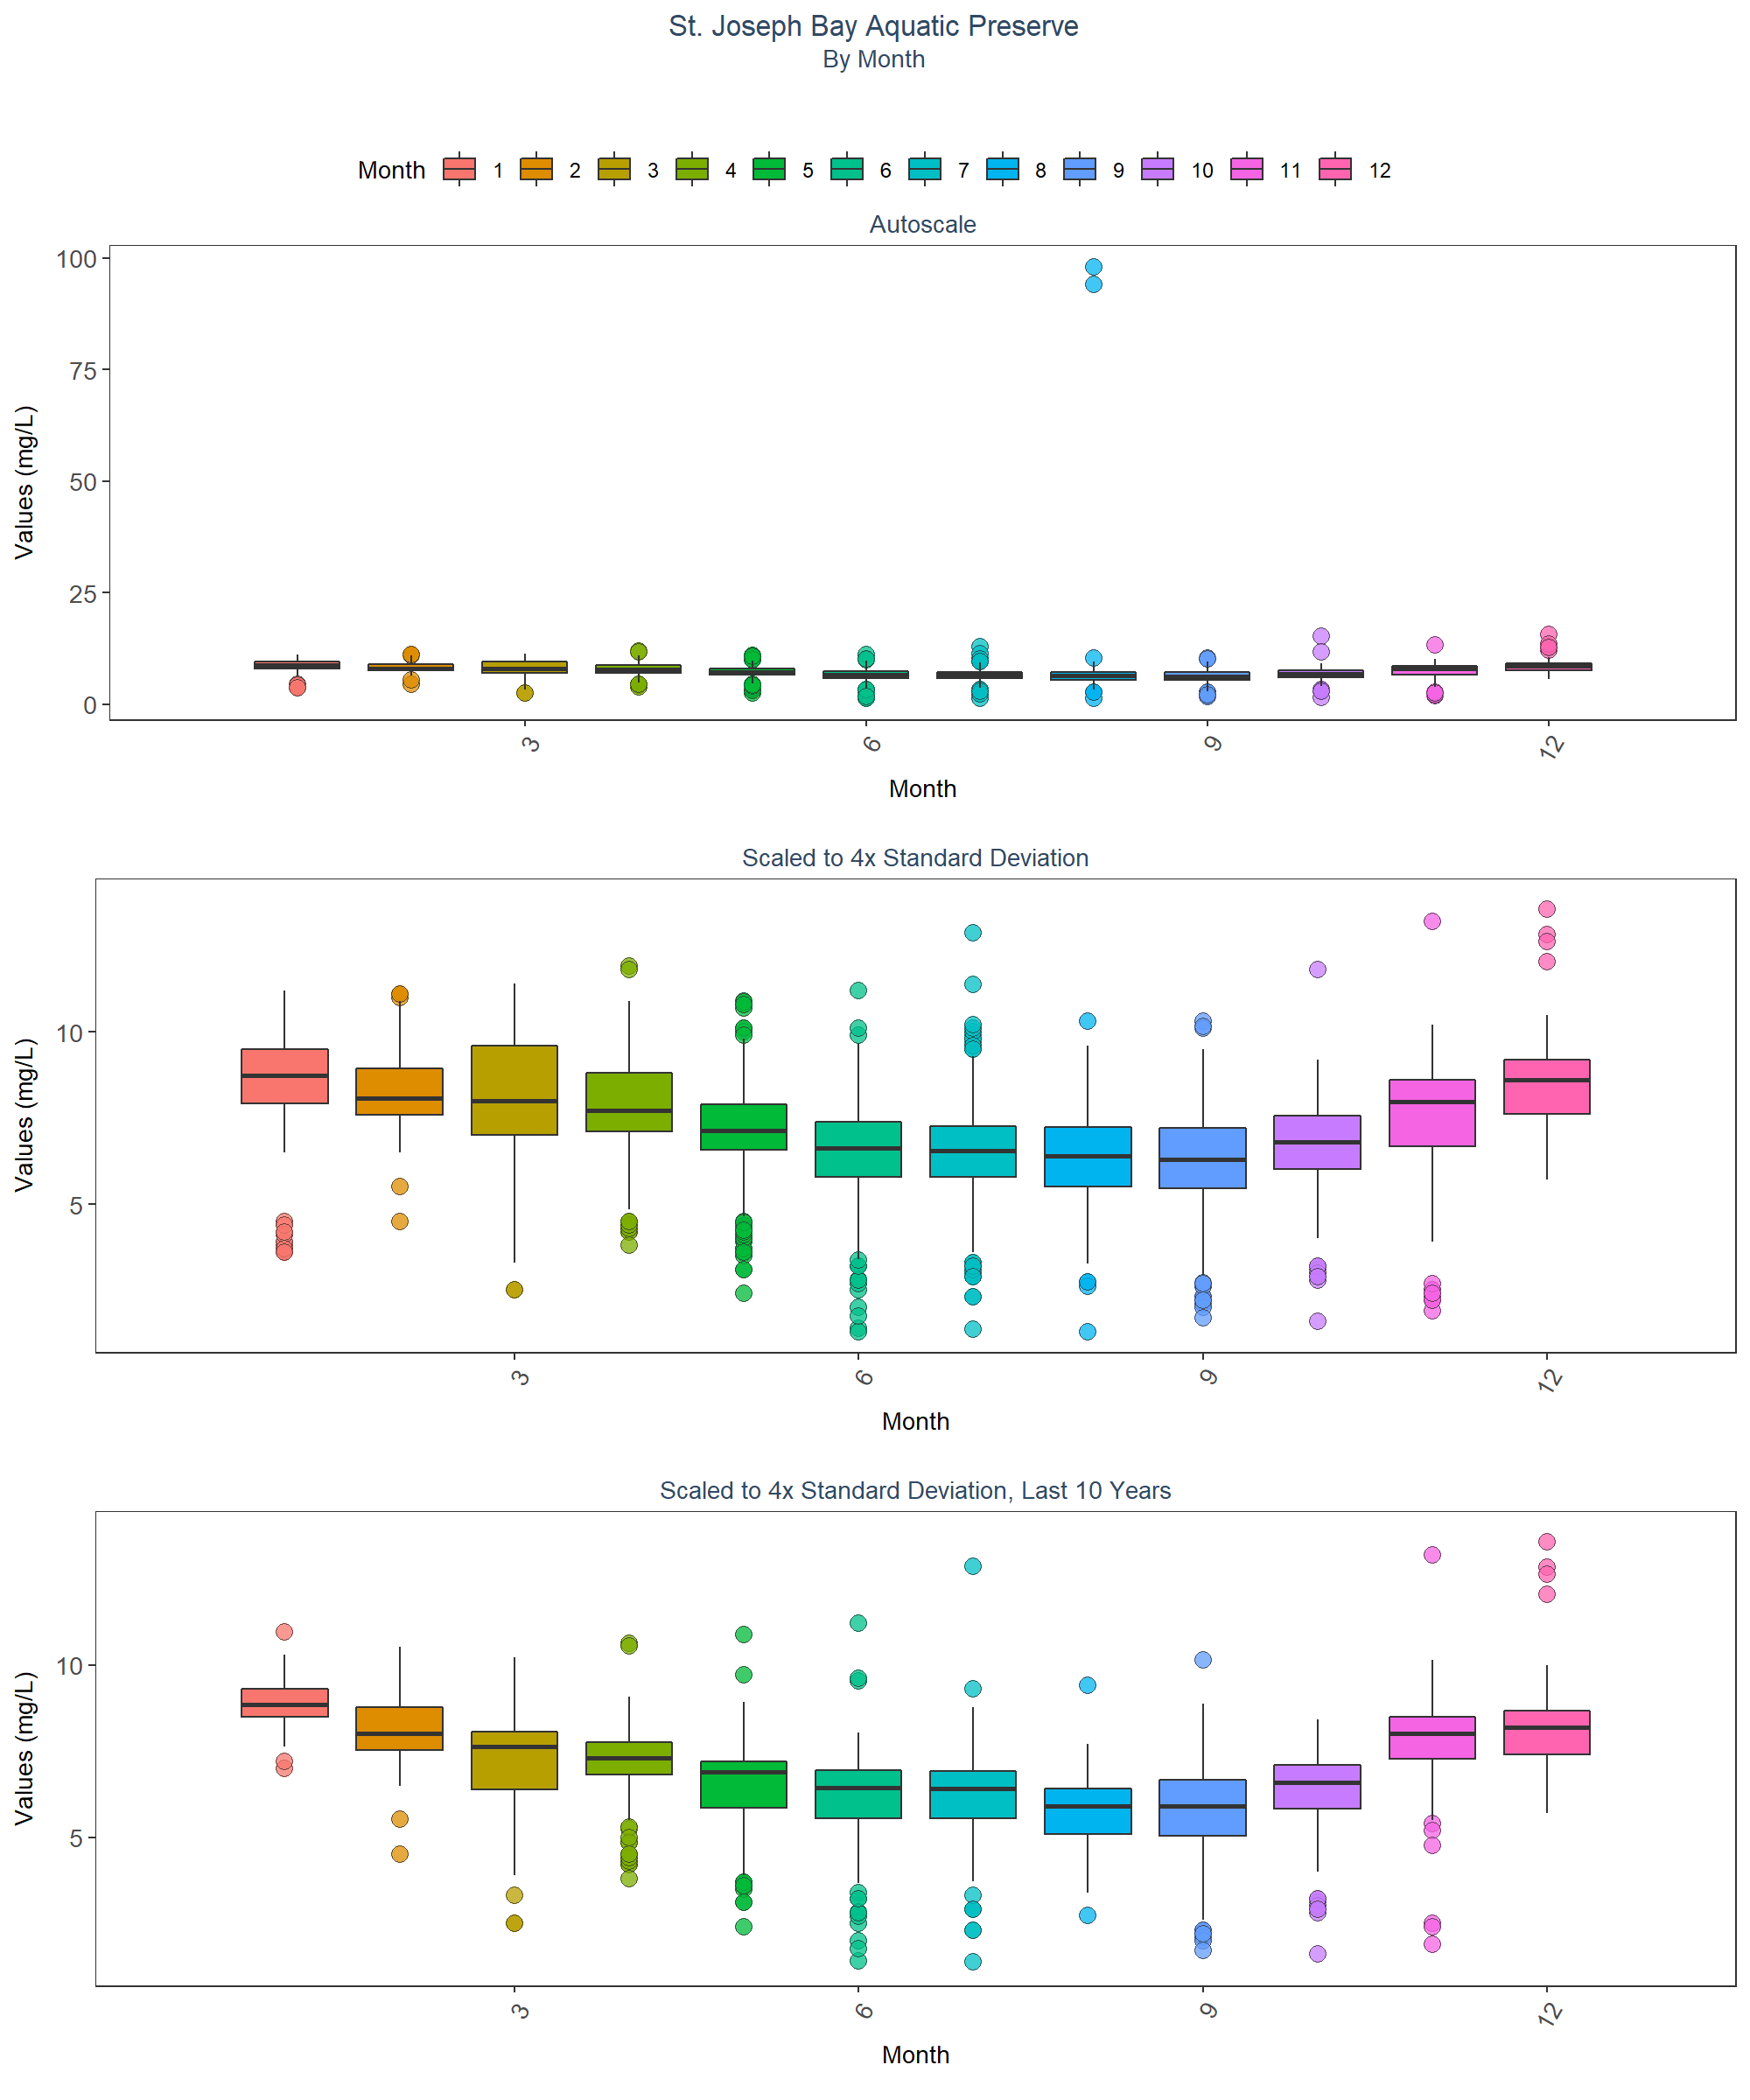 St. Joseph Bay Aquatic Preserve
By Month
Month 1 2 3 4 5 6 7 8 9 10 11 12
Autoscale
Values (mg/L)
100
75
50
25
0
3 6 9 12
Month
Scaled to 4x Standard Deviation
Values (mg/L)
10
5
3 6 9 12
Month
Scaled to 4x Standard Deviation, Last 10 Years
Values (mg/L)
10
5
3 6 9 12
Month